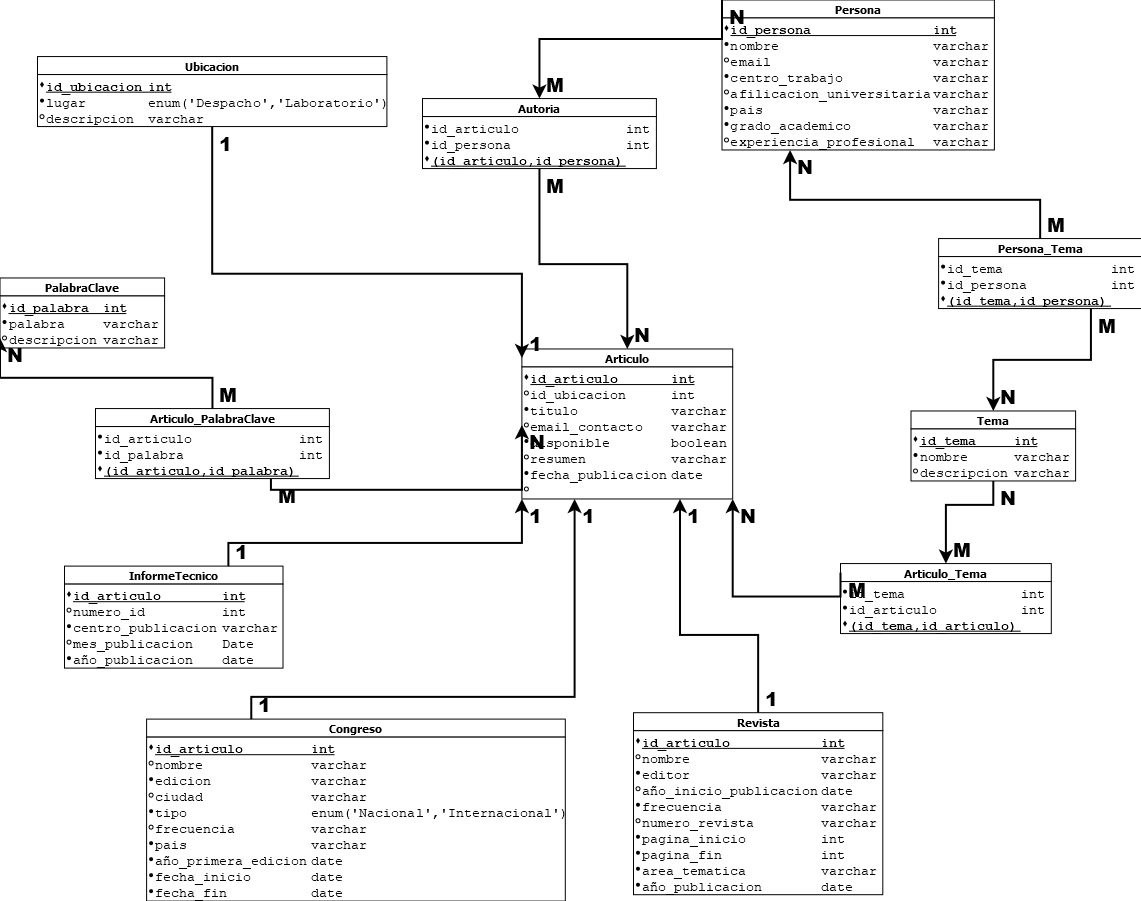 Persona
N
id_persona int
nombre varchar
email varchar
centro_trabajo varchar
afilicacion_universitaria varchar
pais varchar
grado_academico varchar
experiencia_profesional varchar
N
Ubicacion
id_ubicacion int
lugar enum('Despacho','Laboratorio')
descripcion varchar
1
M
Autoria
id_articulo int
id_persona int
(id_articulo,id_persona)
M
M
Persona_Tema
id_tema int
id_persona int
(id_tema,id_persona)
M
PalabraClave
id_palabra int
palabra varchar
descripcion varchar
N
M
Articulo_PalabraClave
id_articulo int
id_palabra int
(id_articulo,id_palabra)
M
1
N
Articulo
id_articulo int
id_ubicacion int
titulo varchar
email_contacto varchar
N
disponible boolean
resumen varchar
fecha_publicacion date
1
1
1
N
N
Tema
id_tema int
nombre varchar
descripcion varchar
N
M
Articulo_Tema
M
id_tema int
id_articulo int
(id_tema,id_articulo)
1
InformeTecnico
id_articulo int
numero_id int
centro_publicacion varchar
mes_publicacion Date
año_publicacion date
1
Congreso
id_articulo int
nombre varchar
edicion varchar
ciudad varchar
tipo enum('Nacional','Internacional')
frecuencia varchar
pais varchar
año_primera_edicion date
fecha_inicio date
fecha_fin date
1
Revista
id_articulo int
nombre varchar
editor varchar
año_inicio_publicacion date
frecuencia varchar
numero_revista varchar
pagina_inicio int
pagina_fin int
area_tematica varchar
año_publicacion date